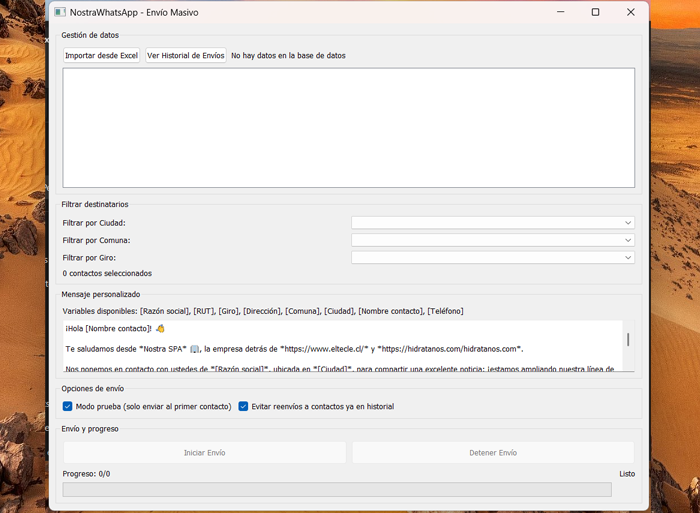 NostraWhatsApp - Envío Masivo
Gestión de datos
Importar desde Excel
Ver Historial de Envíos
No hay datos en la base de datos
Filtrar destinatarios
Filtrar por Ciudad:
Filtrar por Comuna:
Filtrar por Giro:
0 contactos seleccionados
Mensaje personalizado
Variables disponibles: [Razón social], [RUT], [Giro], [Dirección], [Comuna], [Ciudad], [Nombre contacto], [Teléfono]
¡Hola [Nombre contacto]! 👋
Te saludamos desde *Nostra SPA* 🏢, la empresa detrás de *https://www.eltecle.cl/* y *https://hidratanos.com/hidratanos.com*.
Nos ponemos en contacto con ustedes de *[Razón social]*, ubicada en *[Ciudad]*, para compartir una excelente noticia: ¡estamos ampliando nuestra línea de
Opciones de envío
Modo prueba (solo enviar al primer contacto)
Evitar reenvíos a contactos ya en historial
Envío y progreso
Iniciar Envío
Detener Envío
Progreso: 0/0
Listo